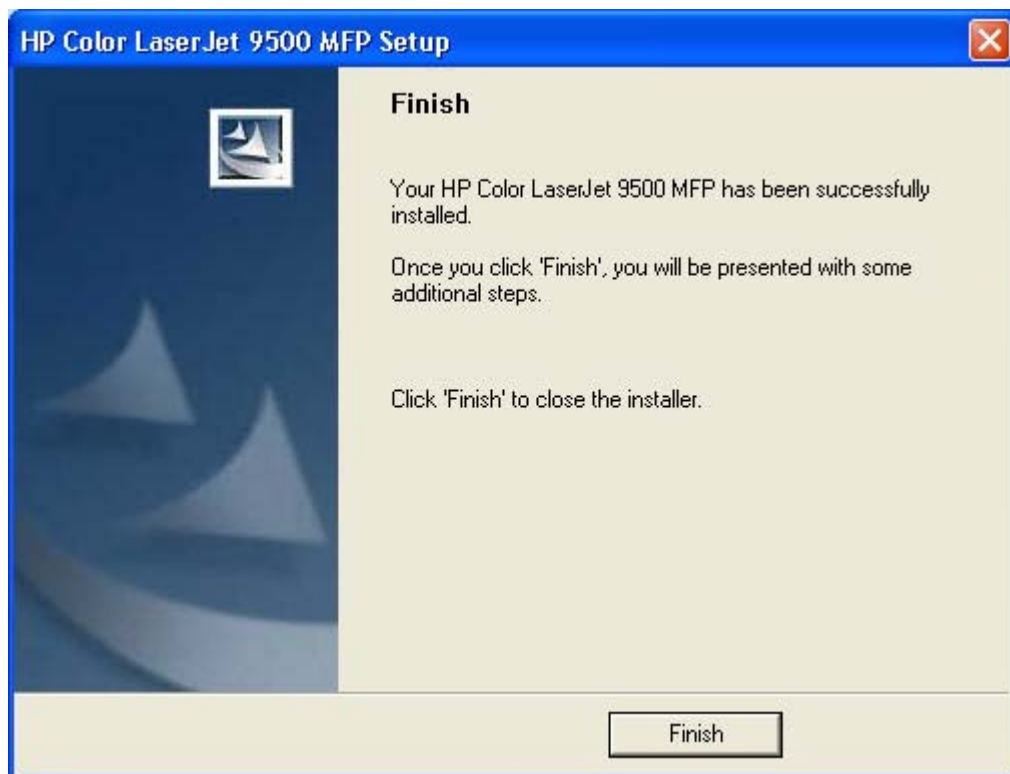 HP Color LaserJet 9500 MFP Setup
Finish
Your HP Color LaserJet 9500 MFP has been successfully
installed.
Once you click 'Finish', you will be presented with some
additional steps.
Click 'Finish' to close the installer.
Finish